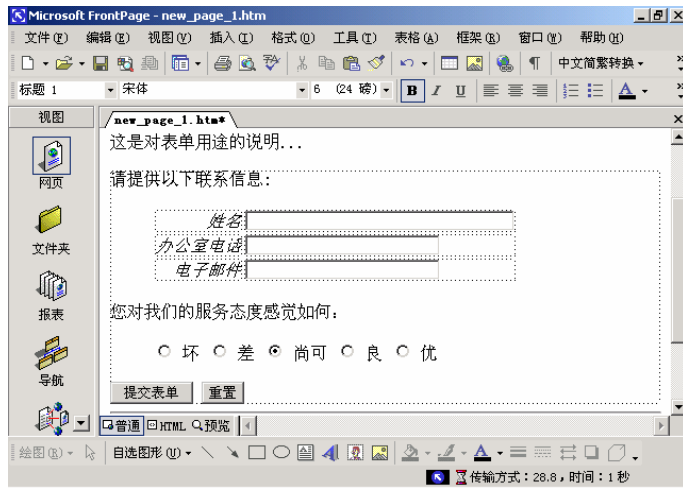 Microsoft FrontPage - new_page_1.htm
文件(F) 编辑(E) 视图(V) 插入(I) 格式(O) 工具(T) 表格(A) 框架(R) 窗口(W) 帮助(H)
中文简繁转换
标题 1 宋体 6 (24 磅) B I U A
视图 new_page_1.htm*
这是对表单用途的说明...
网页
请提供以下联系信息:
姓名
文件夹
办公室电话
电子邮件
报表
您对我们的服务态度感觉如何:
坏 差 尚可 良 优
导航
提交表单 重置
普通 HTML 预览
绘图(R) 自选图形(U) A
传输方式:28.8,时间:1 秒